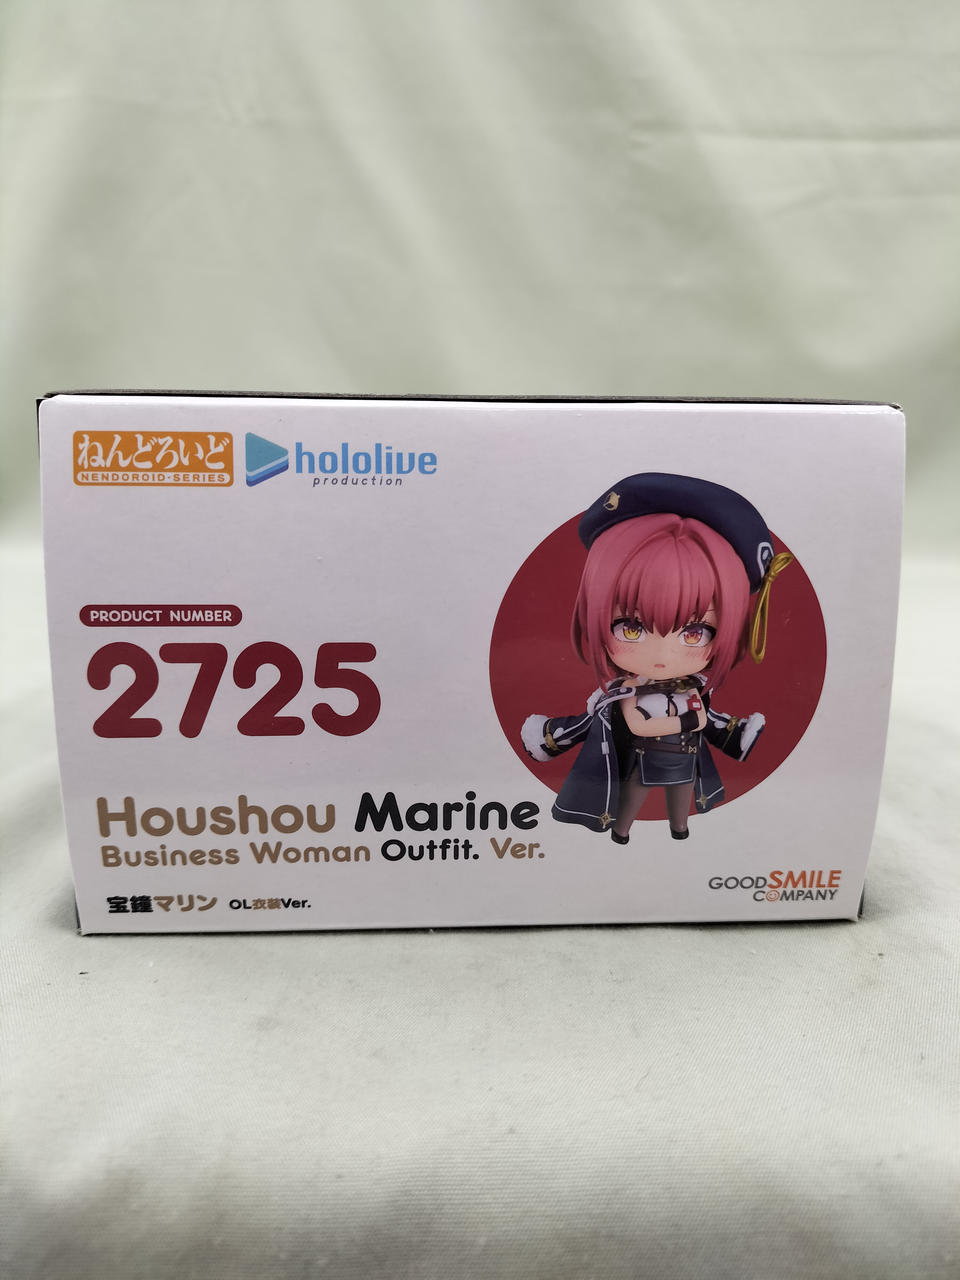 ねんどろいど
NENDOROID·SERIES
hololive
production
PRODUCT NUMBER
2725
Houshou Marine
Business Woman Outfit. Ver.
宝鐘マリン OL衣装Ver.
GOOD SMILE
COMPANY